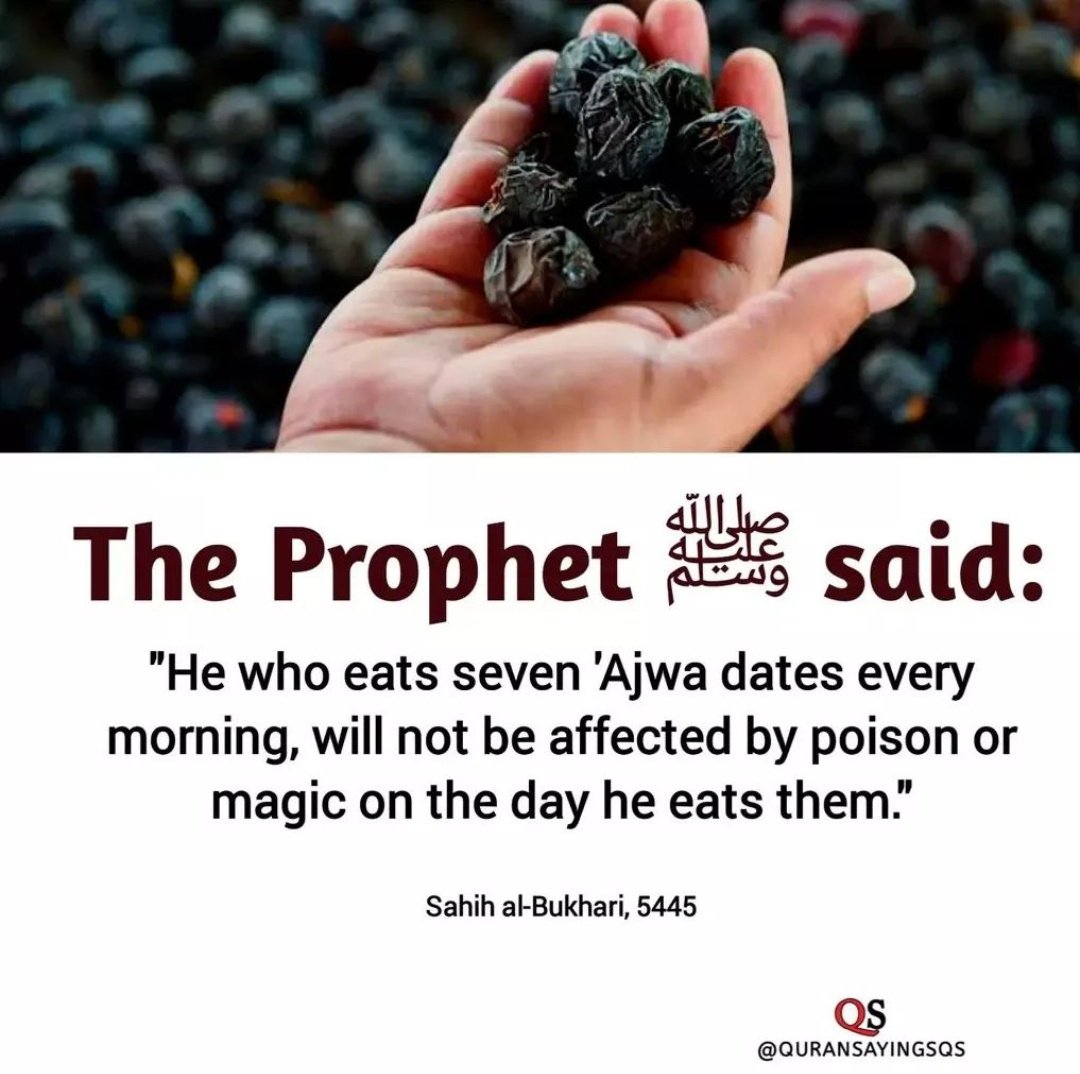 The Prophet ﷺ said:
"He who eats seven 'Ajwa dates every
morning, will not be affected by poison or
magic on the day he eats them."
Sahih al-Bukhari, 5445
QS
@QURANSAYINGSQS